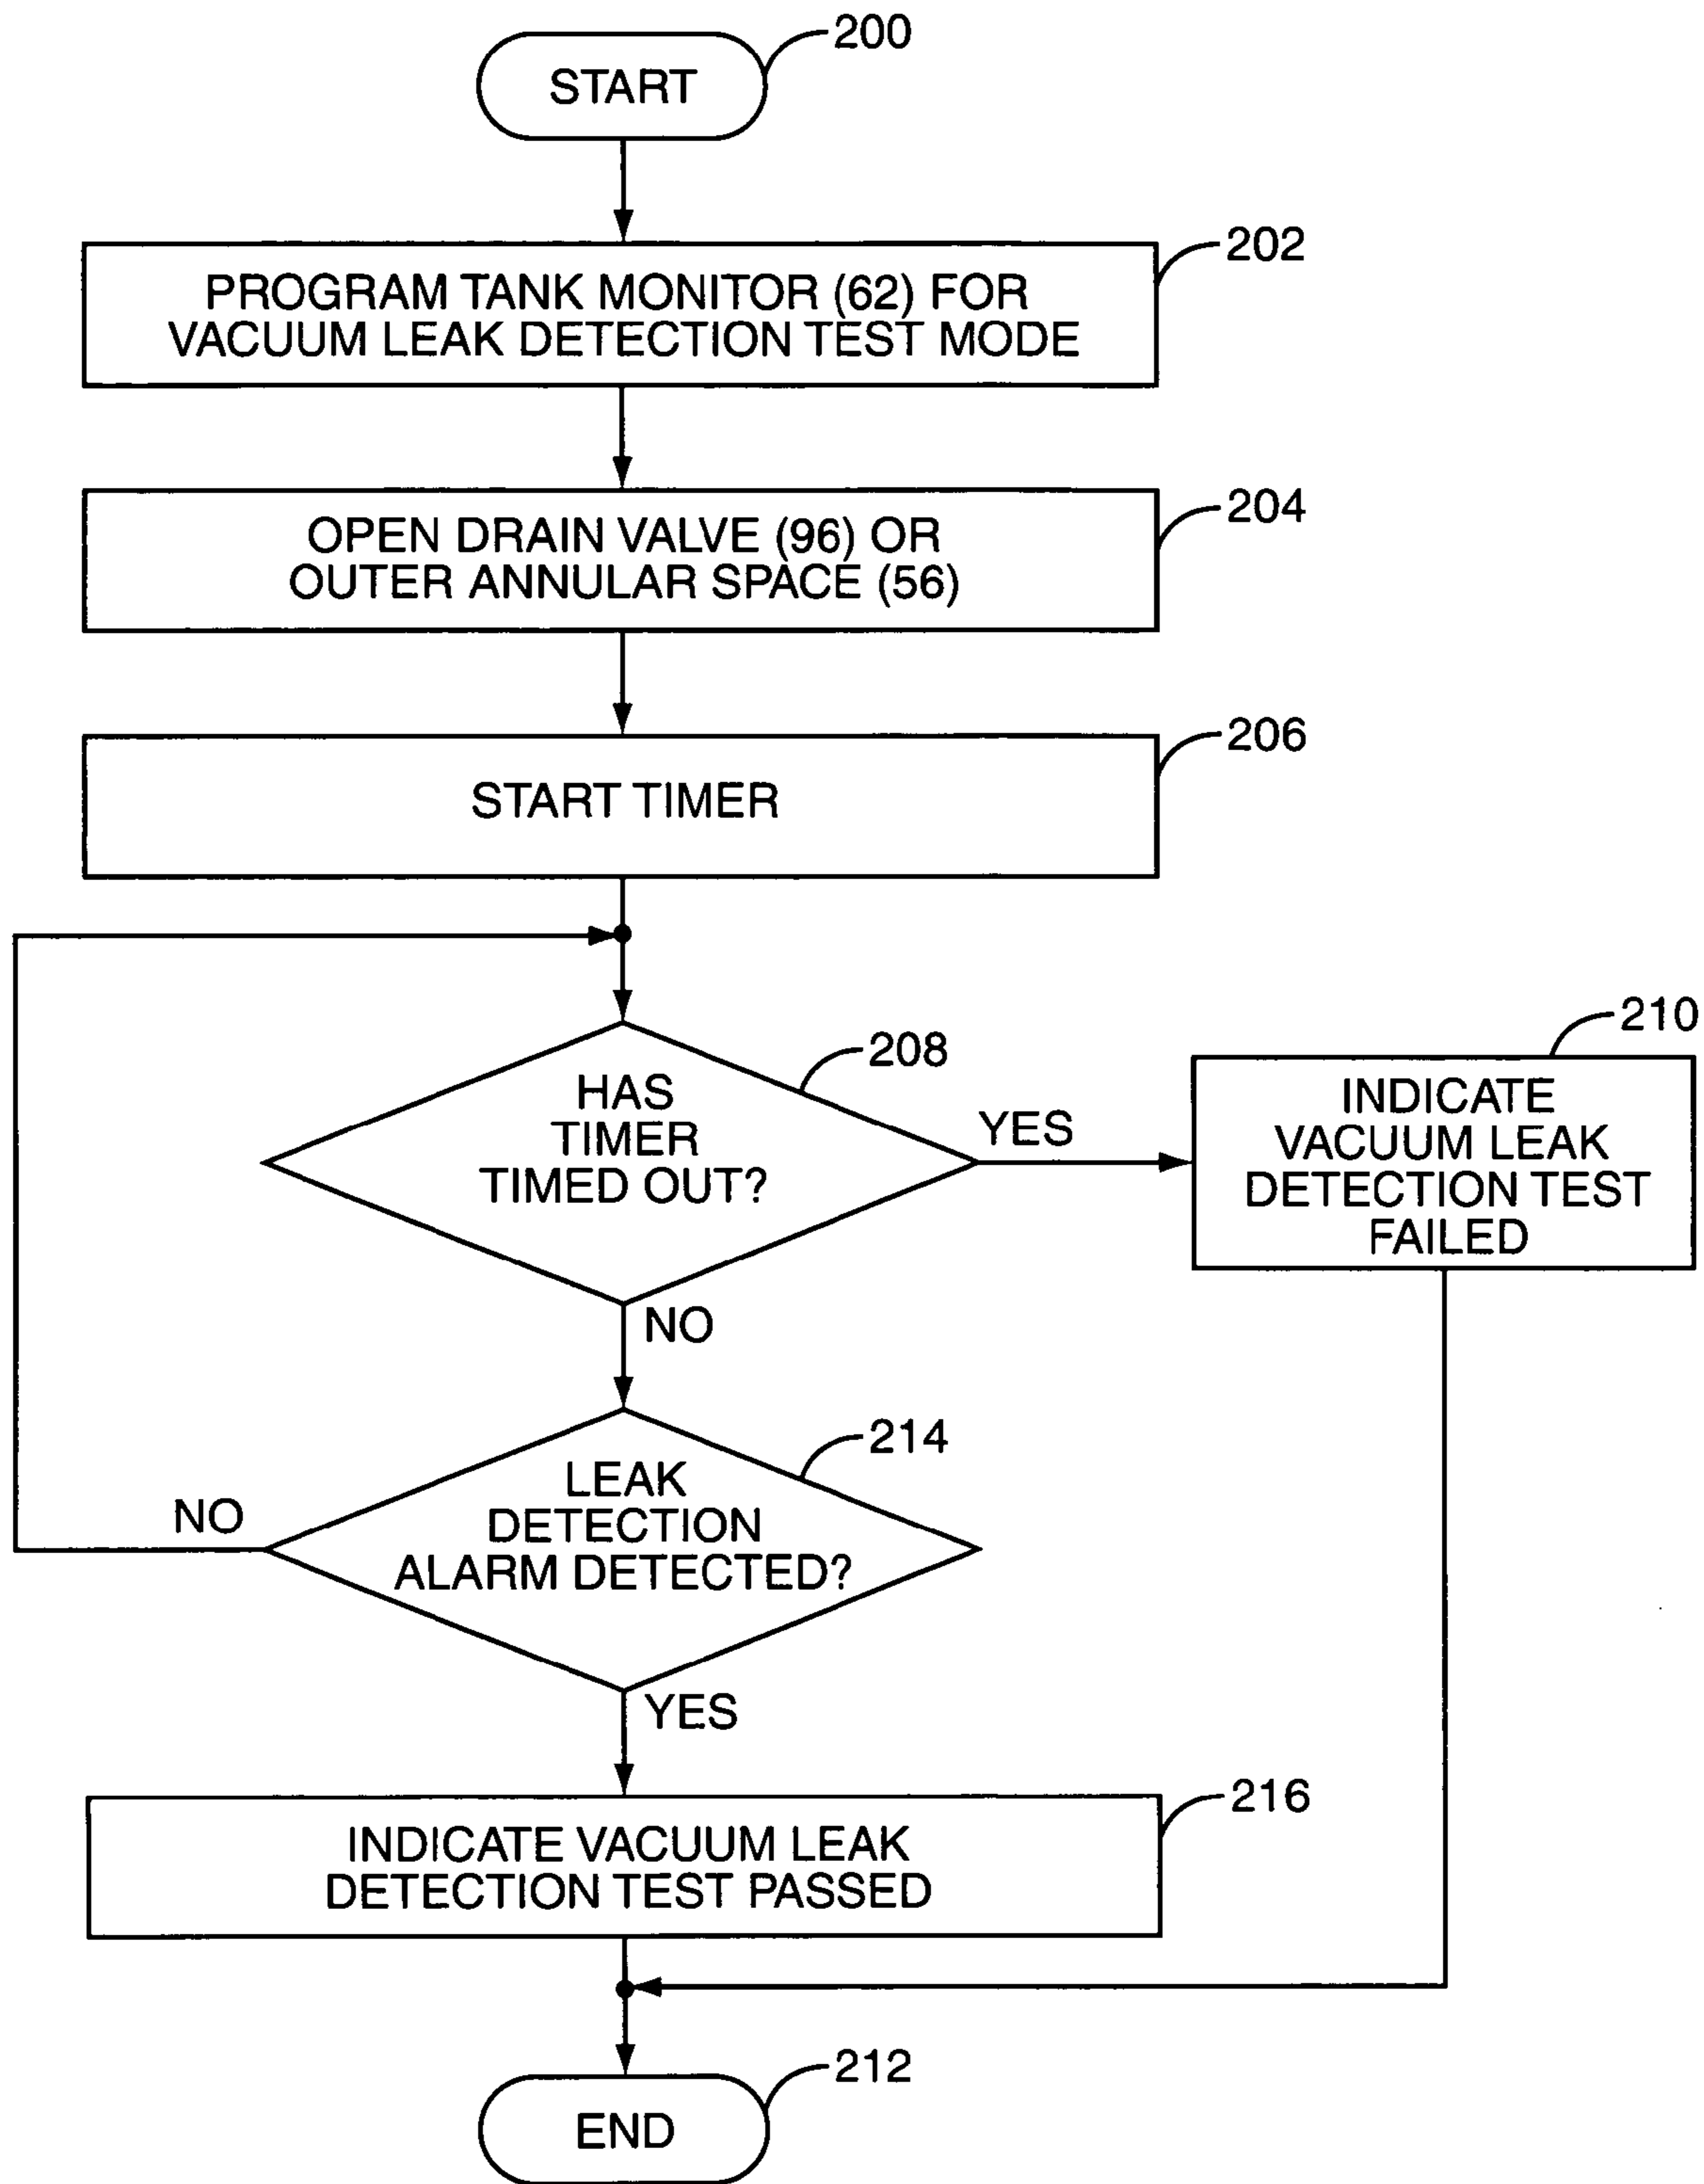 200
START
202
PROGRAM TANK MONITOR (62) FOR
VACUUM LEAK DETECTION TEST MODE
204
OPEN DRAIN VALVE (96) OR
OUTER ANNULAR SPACE (56)
206
START TIMER
208
HAS
TIMER
TIMED OUT?
YES
210
INDICATE
VACUUM LEAK
DETECTION TEST
FAILED
NO
214
LEAK
DETECTION
ALARM DETECTED?
NO
YES
216
INDICATE VACUUM LEAK
DETECTION TEST PASSED
212
END